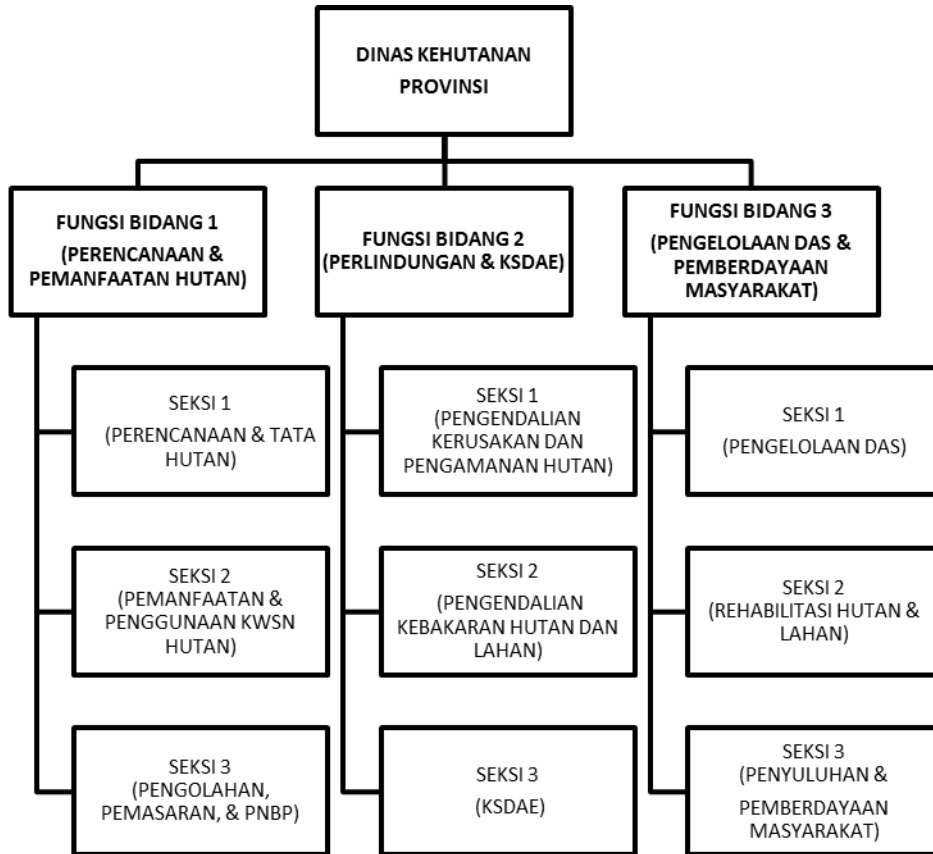 DINAS KEHUTANAN
PROVINSI
FUNGSI BIDANG 1
(PERENCANAAN &
PEMANFAATAN HUTAN)
FUNGSI BIDANG 2
(PERLINDUNGAN & KSDAE)
FUNGSI BIDANG 3
(PENGELOLAAN DAS &
PEMBERDAYAAN
MASYARAKAT)
SEKSI 1
(PERENCANAAN & TATA
HUTAN)
SEKSI 1
(PENGENDALIAN
KERUSAKAN DAN
PENGAMANAN HUTAN)
SEKSI 1
(PENGELOLAAN DAS)
SEKSI 2
(PEMANFAATAN &
PENGGUNAAN KWSN
HUTAN)
SEKSI 2
(PENGENDALIAN
KEBAKARAN HUTAN DAN
LAHAN)
SEKSI 2
(REHABILITASI HUTAN &
LAHAN)
SEKSI 3
(PENGOLAHAN,
PEMASARAN, & PNBP)
SEKSI 3
(KSDAE)
SEKSI 3
(PENYULUHAN &
PEMBERDAYAAN
MASYARAKAT)